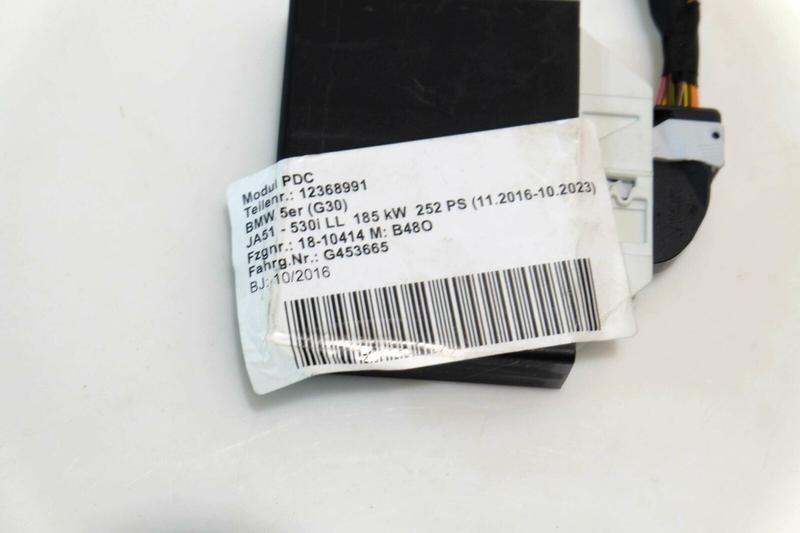 Modul PDC
Teilenr.: 12368991
BMW 5er (G30)
JA51 - 530i LL 185 kW 252 PS (11.2016-10.2023)
Fzgnr.: 18-10414 M: B48O
Fahrg.Nr.: G453665
BJ: 10/2016